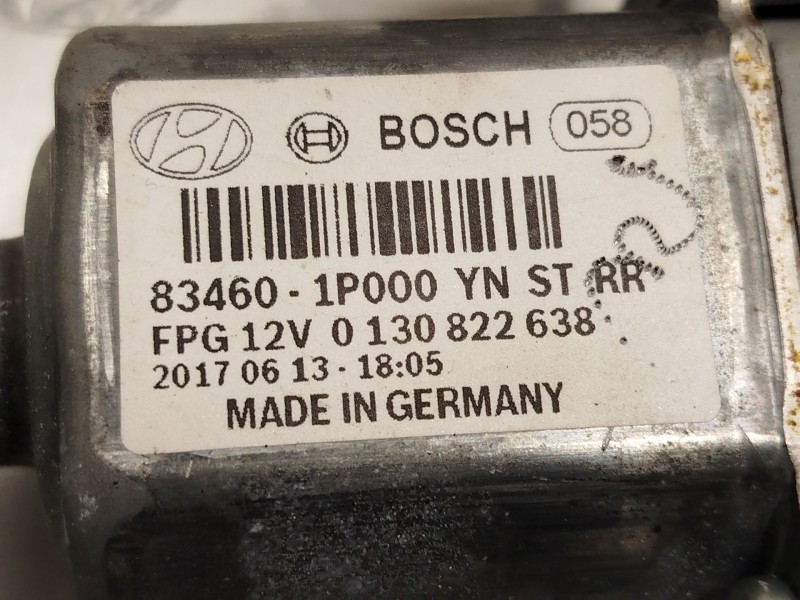 BOSCH 058
83460 - 1P000 YN ST RR
FPG 12V 0 130 822 638
2017 06 13 - 18:05
MADE IN GERMANY